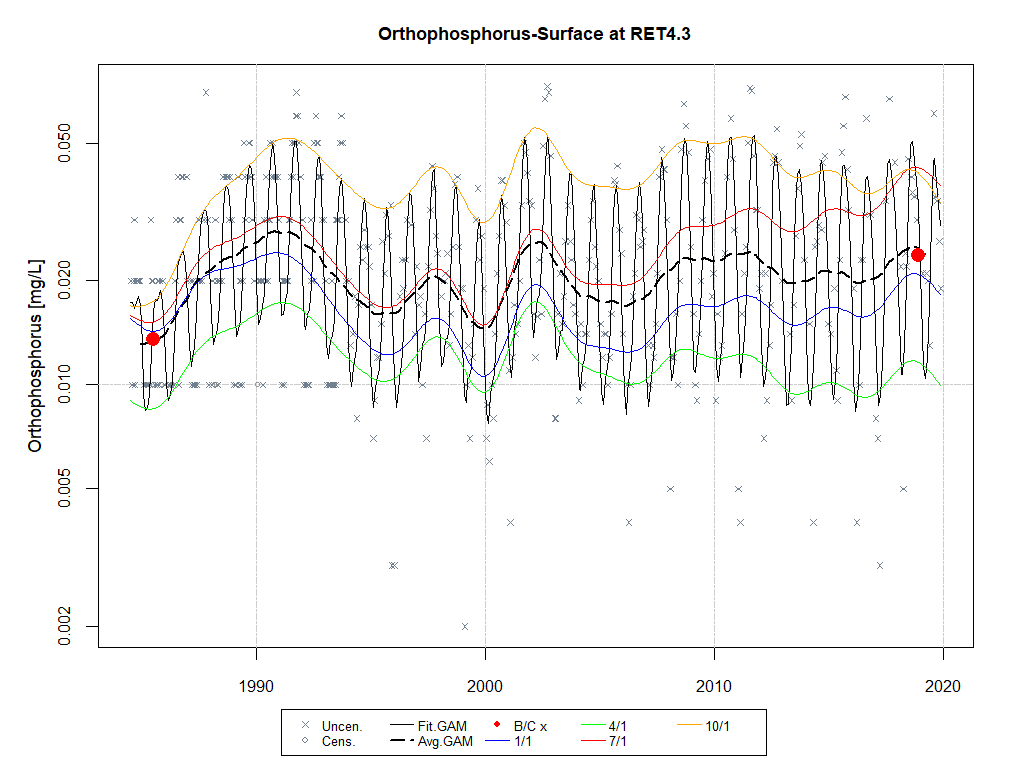 Orthophosphorus-Surface at RET4.3
Orthophosphorus [mg/L]
0.050
0.020
0.010
0.005
0.002
1990 2000 2010 2020
Uncen. Fit.GAM B/C x 4/1 10/1
Cens. Avg.GAM 1/1 7/1